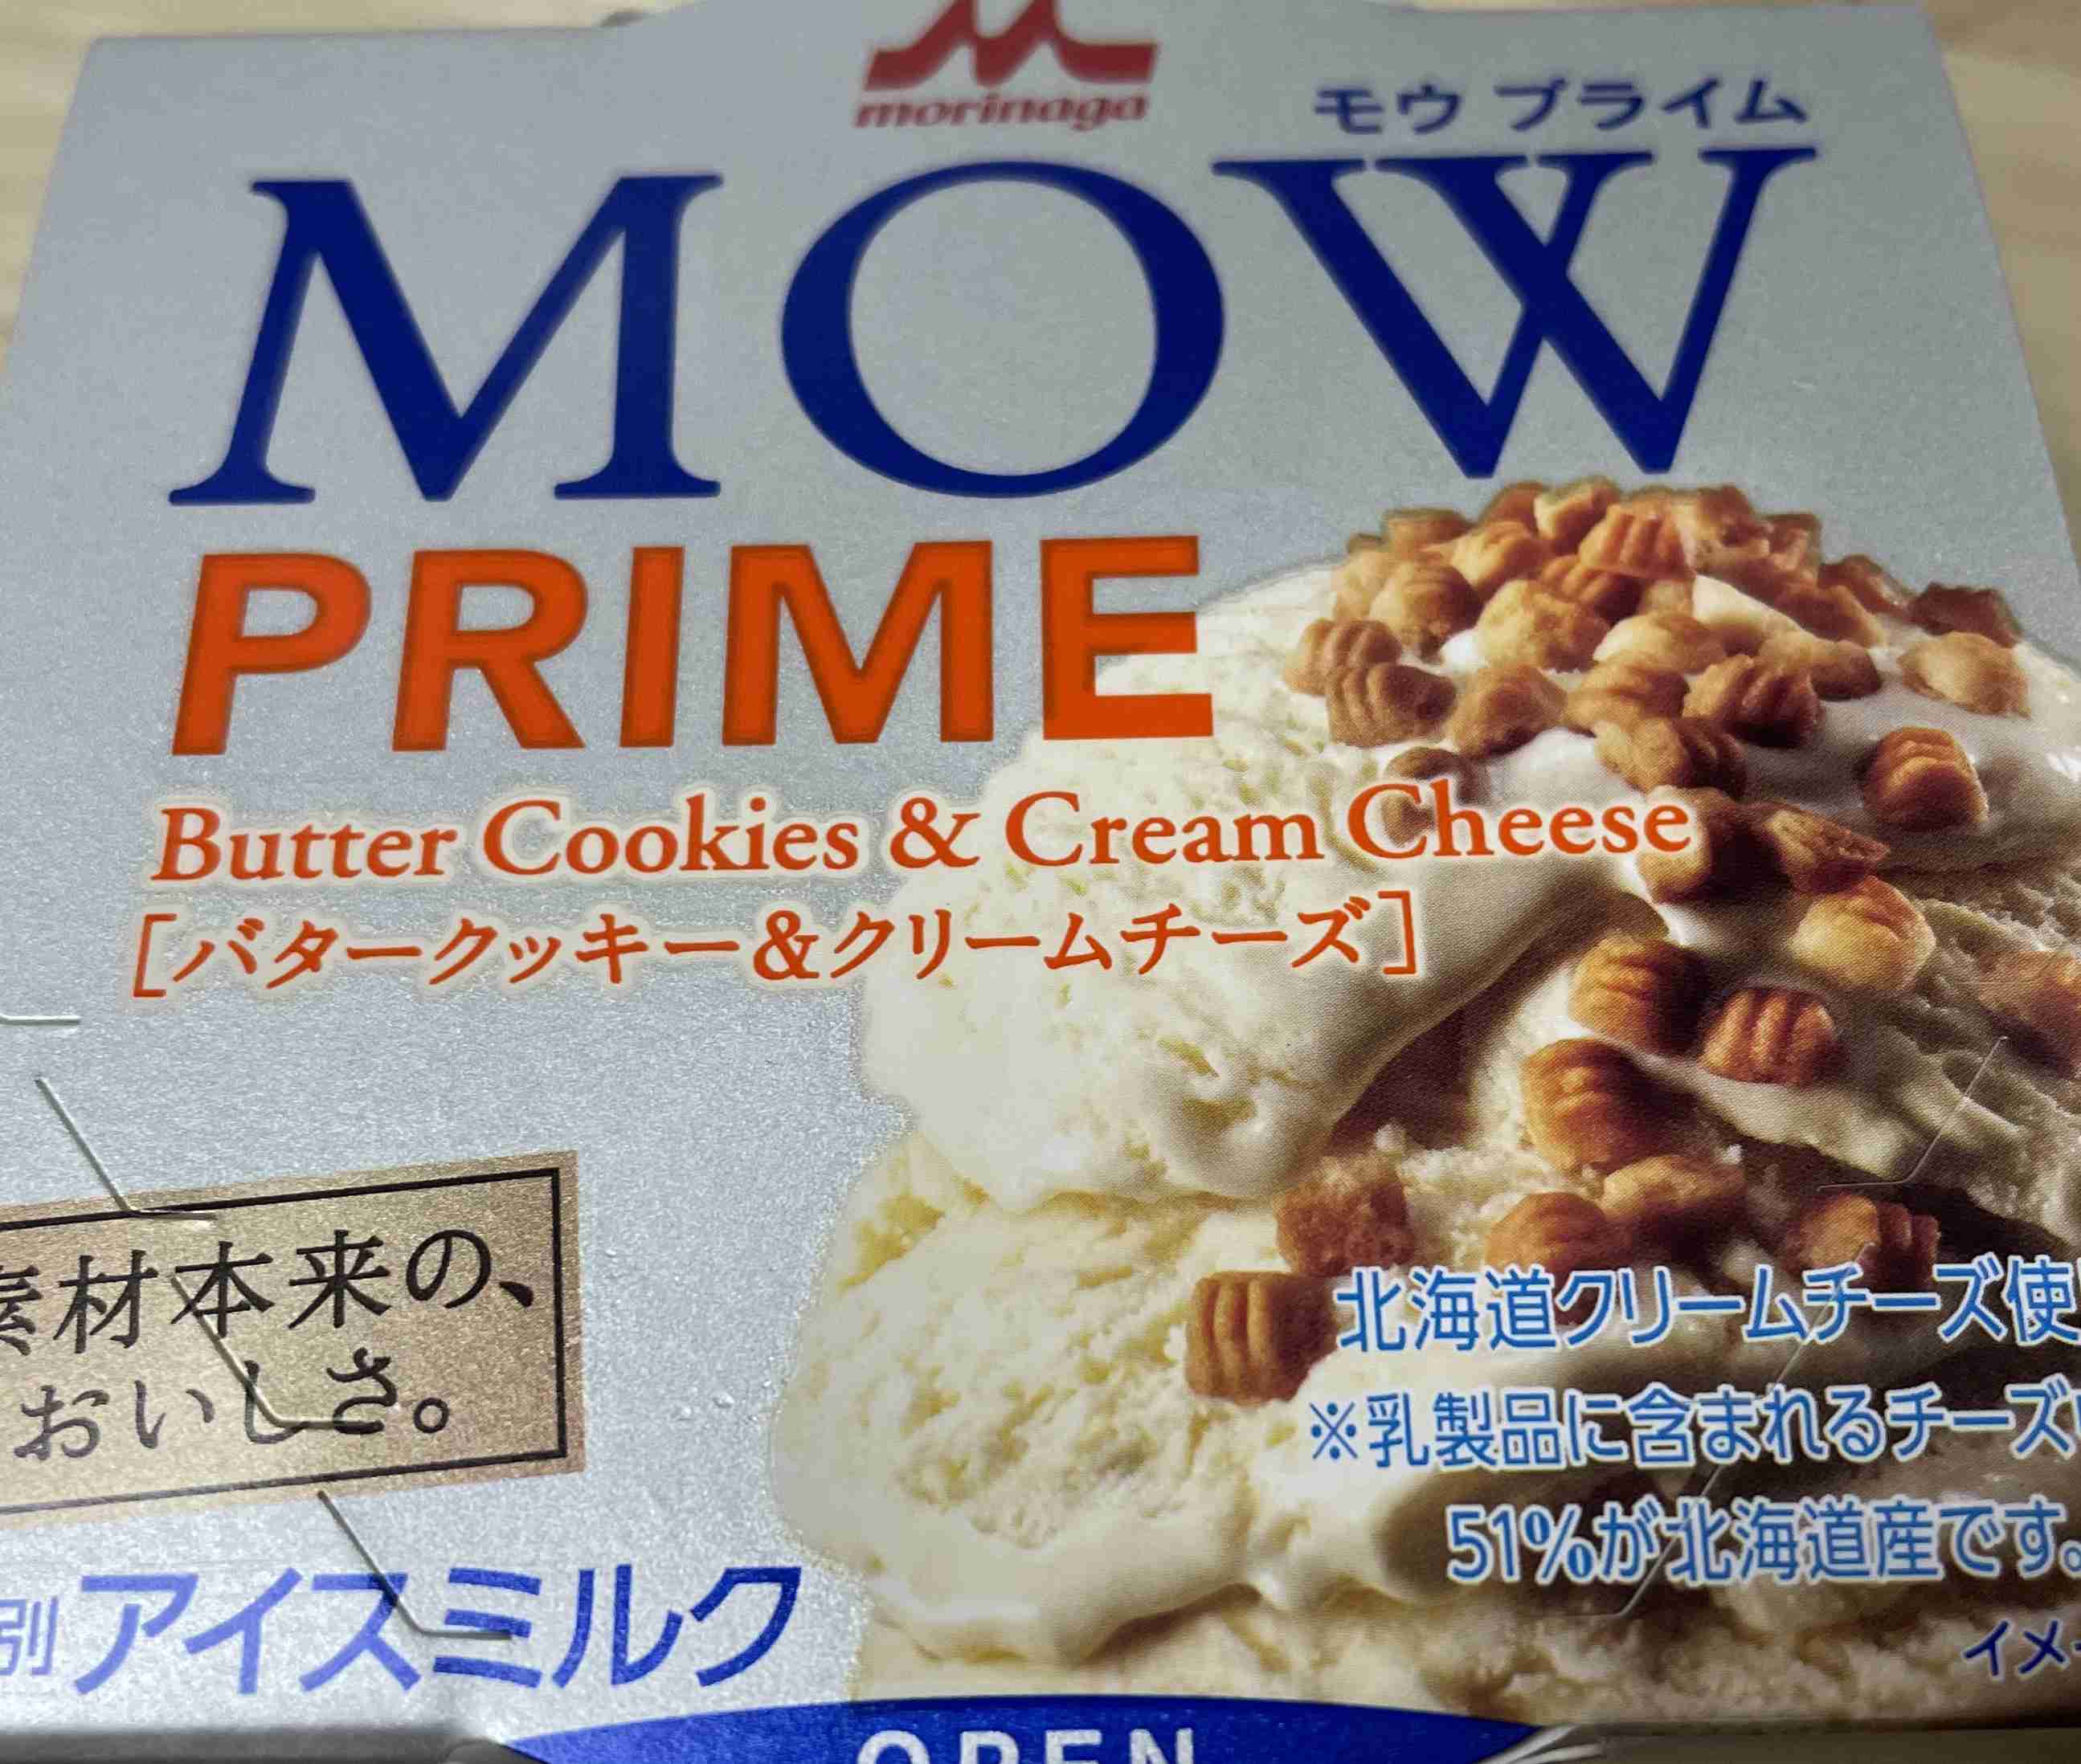 morinaga
モウ プライム
MOW
PRIME
Butter Cookies & Cream Cheese
[バタークッキー&クリームチーズ]
素材本来の、
おいしさ。
北海道クリームチーズ使
※乳製品に含まれるチーズ
51%が北海道産です。
別アイスミルク
イメ
OPEN